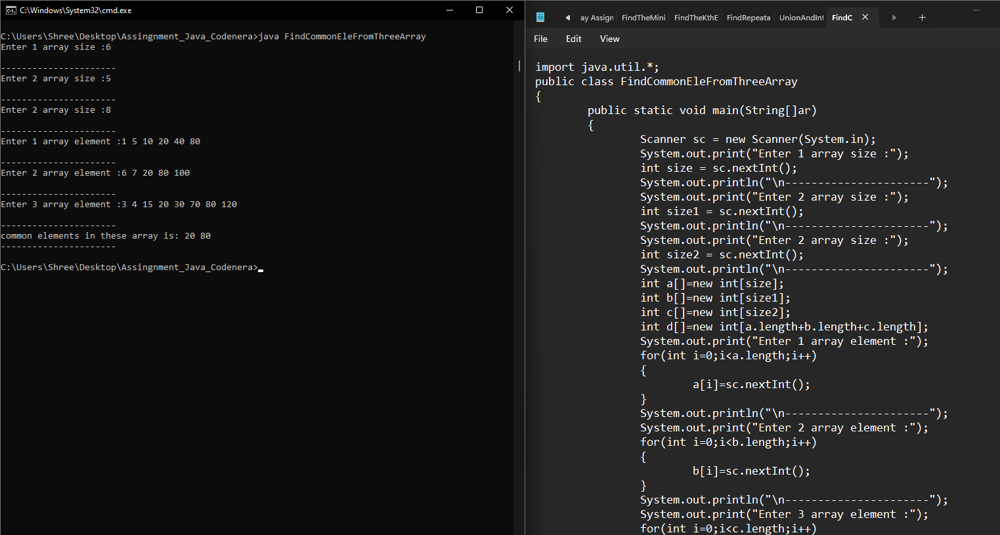 C:\Windows\System32\cmd.exe
C:\Users\Shree\Desktop\Assingnment_Java_Codenera>java FindCommonEleFromThreeArray
Enter 1 array size :6
----------------------
Enter 2 array size :5
----------------------
Enter 2 array size :8
----------------------
Enter 1 array element :1 5 10 20 40 80
----------------------
Enter 2 array element :6 7 20 80 100
----------------------
Enter 3 array element :3 4 15 20 30 70 80 120
----------------------
common elements in these array is: 20 80
----------------------
C:\Users\Shree\Desktop\Assingnment_Java_Codenera>
ay Assign FindTheMini FindTheKthE FindRepeata UnionAndInt FindC
File Edit View
import java.util.*;
public class FindCommonEleFromThreeArray
{
public static void main(String[]ar)
{
Scanner sc = new Scanner(System.in);
System.out.print("Enter 1 array size :");
int size = sc.nextInt();
System.out.println("\n----------------------");
System.out.print("Enter 2 array size :");
int size1 = sc.nextInt();
System.out.println("\n----------------------");
System.out.print("Enter 2 array size :");
int size2 = sc.nextInt();
System.out.println("\n----------------------");
int a[]=new int[size];
int b[]=new int[size1];
int c[]=new int[size2];
int d[]=new int[a.length+b.length+c.length];
System.out.print("Enter 1 array element :");
for(int i=0;i<a.length;i++)
{
a[i]=sc.nextInt();
}
System.out.println("\n----------------------");
System.out.print("Enter 2 array element :");
for(int i=0;i<b.length;i++)
{
b[i]=sc.nextInt();
}
System.out.println("\n----------------------");
System.out.print("Enter 3 array element :");
for(int i=0;i<c.length;i++)